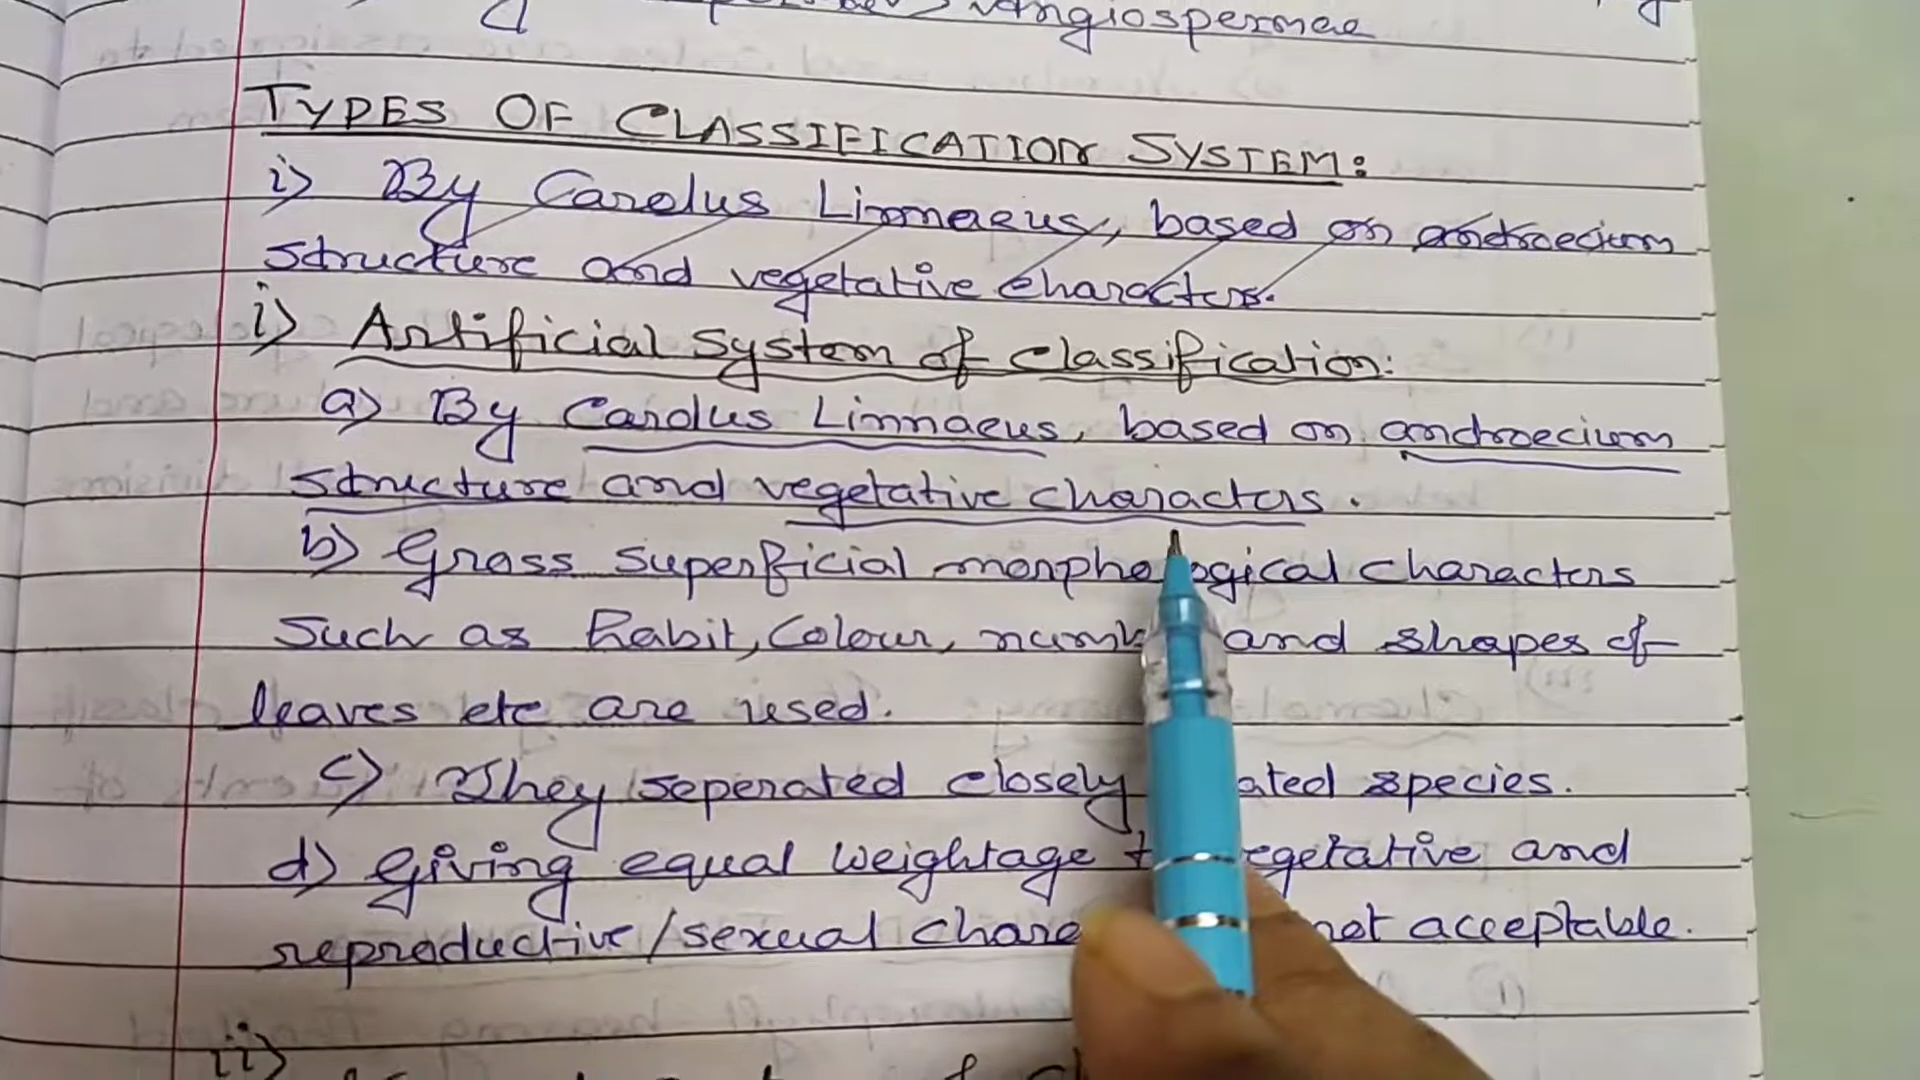 Angiospermae
TYPES OF CLASSIFICATION SYSTEM:
i) By Carolus Linnaeus, based on androecium
structure and vegetative characters.
i) Artificial System of classification:
a) By Carolus Linnaeus, based on androecium
structure and vegetative characters.
b) Gross superficial morphological characters
Such as Habit, Colour, and shapes of
leaves etc are used.
c) They seperated closely species.
d) Giving equal weightage and
reproductive/sexual not acceptable.
ii)